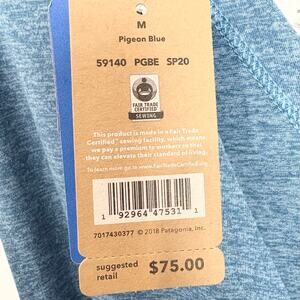 M
Pigeon Blue
59140 PGBE SP20
FAIR TRADE
CERTIFIED
SEWING
This product is made in a Fair Trade
Certified™ sewing facility, which means
we pay a premium to workers so that
they can elevate their standard of living.
To learn more go to www.FairTradeCertified.org
1 92964 47531 1
7017430377 © 2018 Patagonia, Inc.
suggested
retail
$75.00